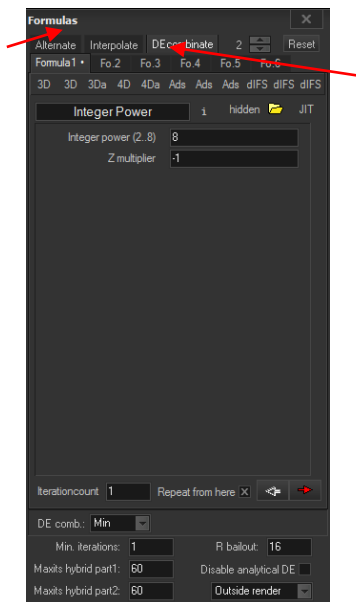 Formulas
Alternate Interpolate DEcombinate 2 Reset
Formula1 • Fo.2 Fo.3 Fo.4 Fo.5 Fo.6
3D 3D 3Da 4D 4Da Ads Ads Ads dIFS dIFS dIFS
Integer Power i hidden JIT
Integer power (2..8) 8
Z multiplier -1
Iterationcount 1 Repeat from here X
DE comb.: Min
Min. iterations: 1 R bailout: 16
Maxits hybrid part1: 60 Disable analytical DE
Maxits hybrid part2: 60 Outside render